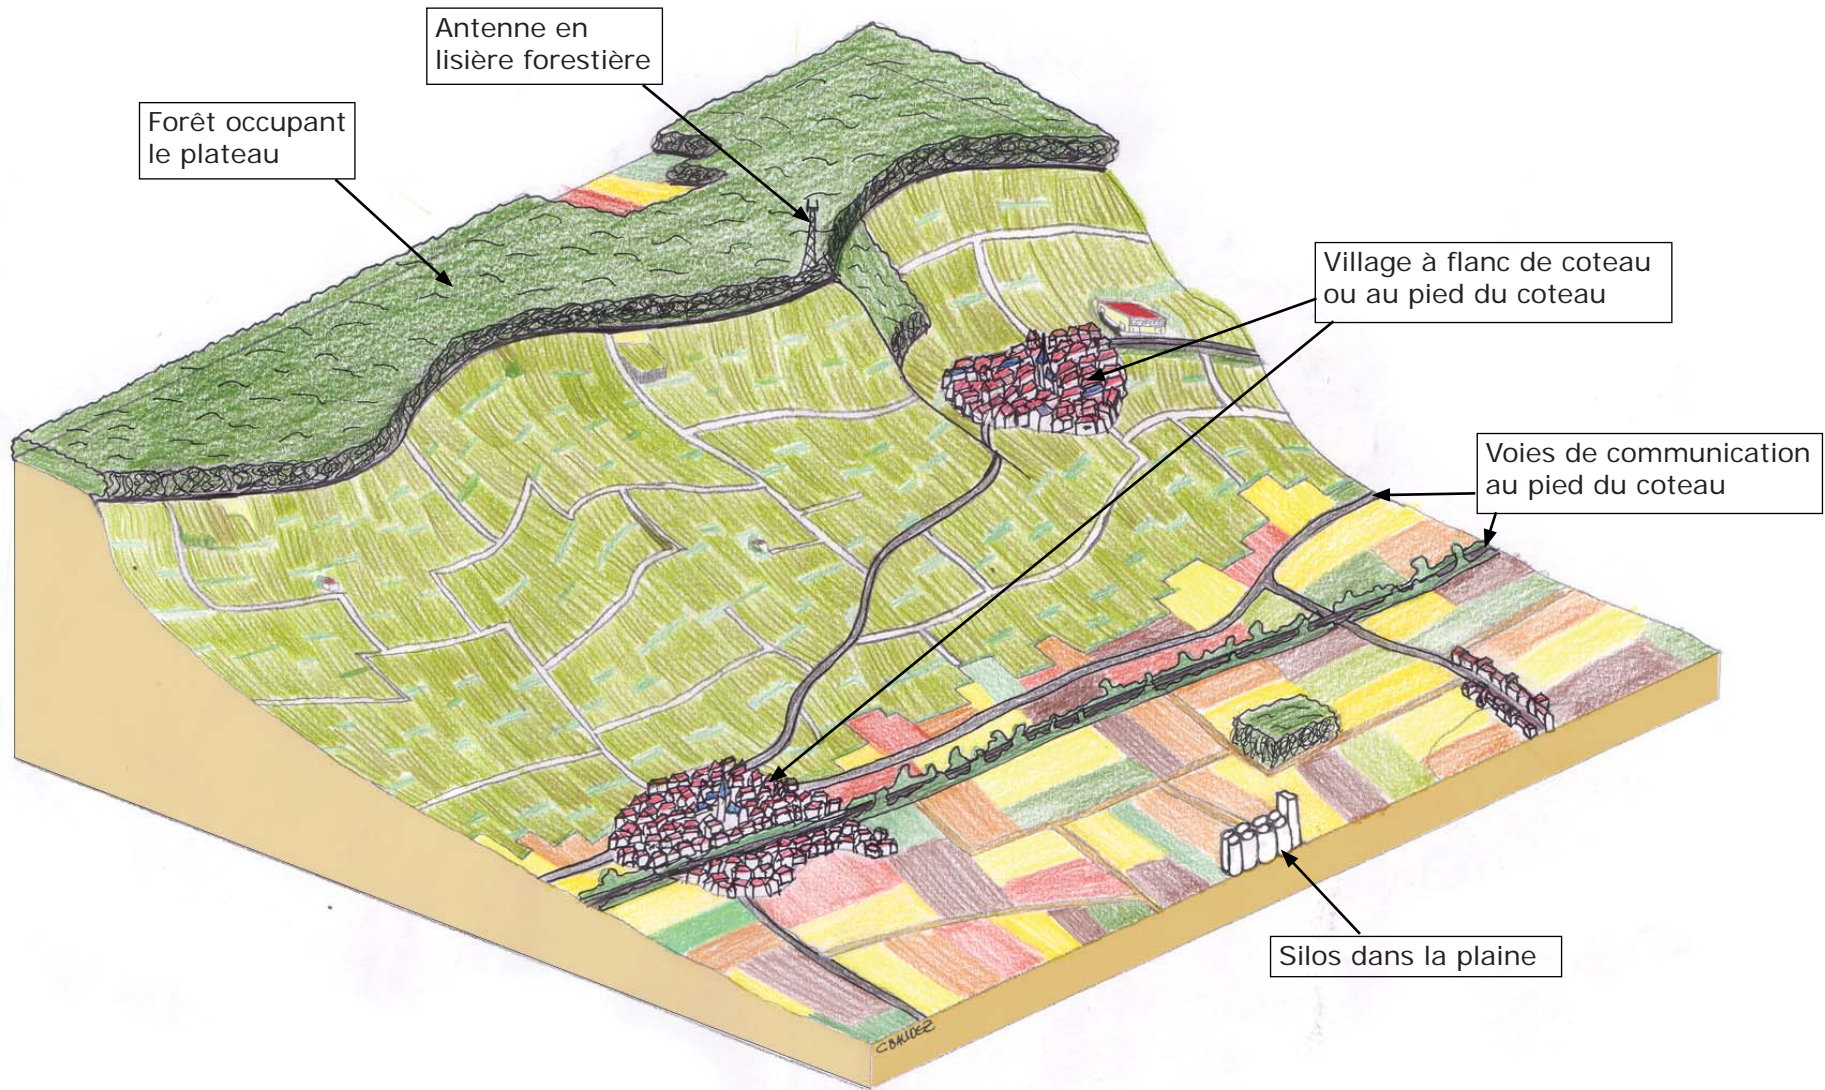 Antenne en
lisière forestière
Forêt occupant
le plateau
Village à flanc de coteau
ou au pied du coteau
Voies de communication
au pied du coteau
Silos dans la plaine
C BAUDEZ